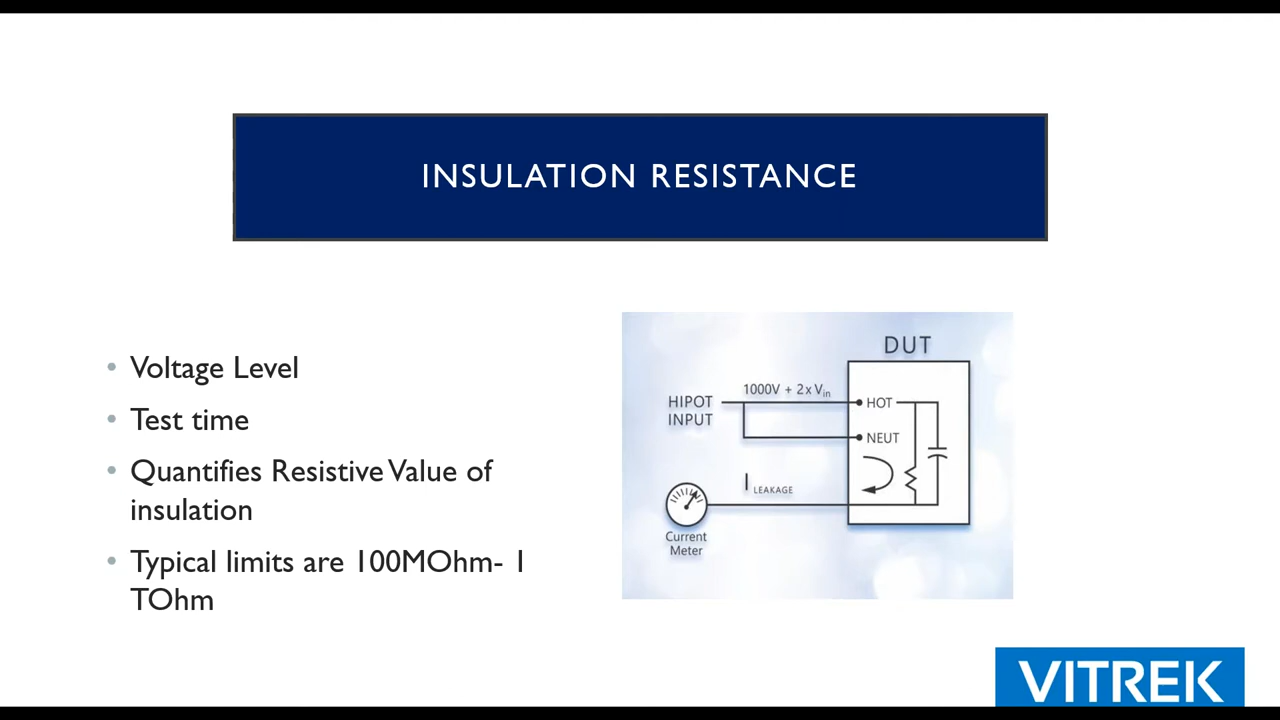 INSULATION RESISTANCE
• Voltage Level
• Test time
• Quantifies Resistive Value of
insulation
• Typical limits are 100MOhm- 1
TOhm
DUT
1000V + 2x Vin
HIPOT
INPUT
HOT
NEUT
I LEAKAGE
Current
Meter
VITREK